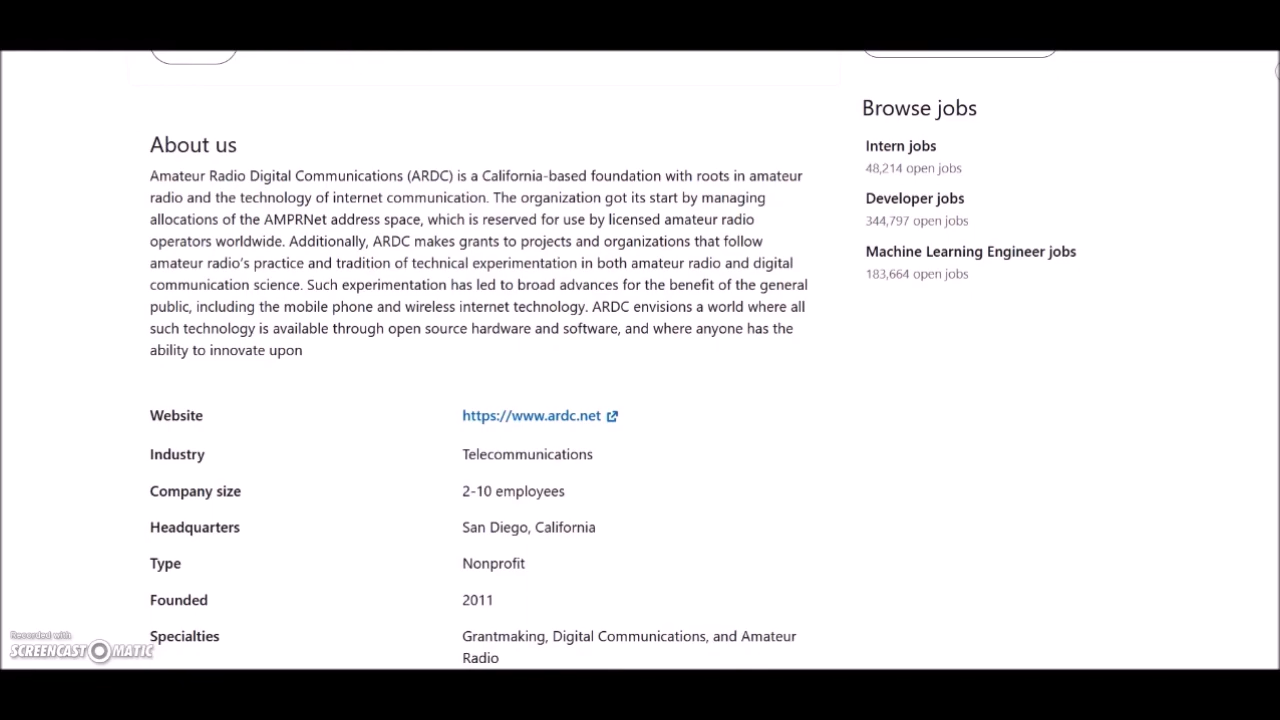 About us
Amateur Radio Digital Communications (ARDC) is a California-based foundation with roots in amateur
radio and the technology of internet communication. The organization got its start by managing
allocations of the AMPRNet address space, which is reserved for use by licensed amateur radio
operators worldwide. Additionally, ARDC makes grants to projects and organizations that follow
amateur radio's practice and tradition of technical experimentation in both amateur radio and digital
communication science. Such experimentation has led to broad advances for the benefit of the general
public, including the mobile phone and wireless internet technology. ARDC envisions a world where all
such technology is available through open source hardware and software, and where anyone has the
ability to innovate upon
Website https://www.ardc.net
Industry Telecommunications
Company size 2-10 employees
Headquarters San Diego, California
Type Nonprofit
Founded 2011
Specialties Grantmaking, Digital Communications, and Amateur
Radio
Browse jobs
Intern jobs
48,214 open jobs
Developer jobs
344,797 open jobs
Machine Learning Engineer jobs
183,664 open jobs
Recorded with
SCREENCAST-O-MATIC